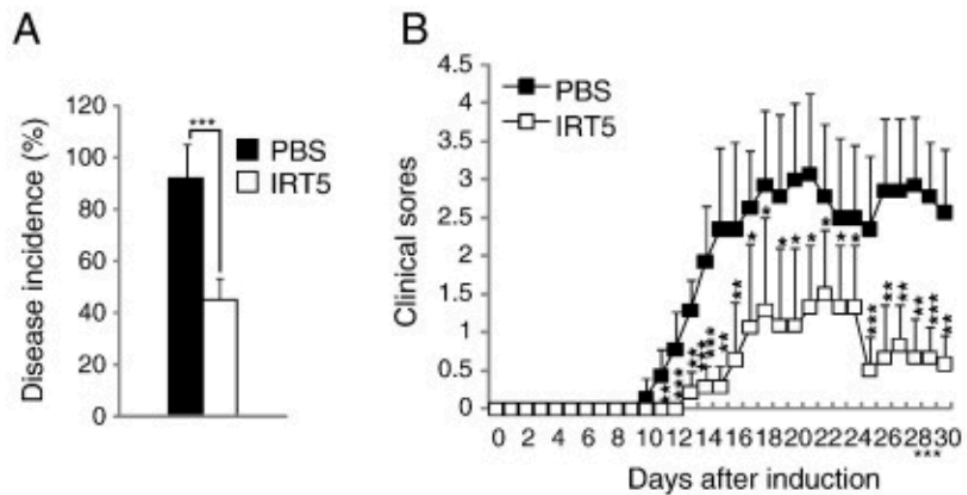 A
Disease incidence (%)
120
100
80
60
40
20
0
***
PBS
IRT5
B
Clinical sores
4.5
4
3.5
3
2.5
2
1.5
1
0.5
0
PBS
IRT5
0 2 4 6 8 10 12 14 16 18 20 22 24 26 28 30
***
Days after induction